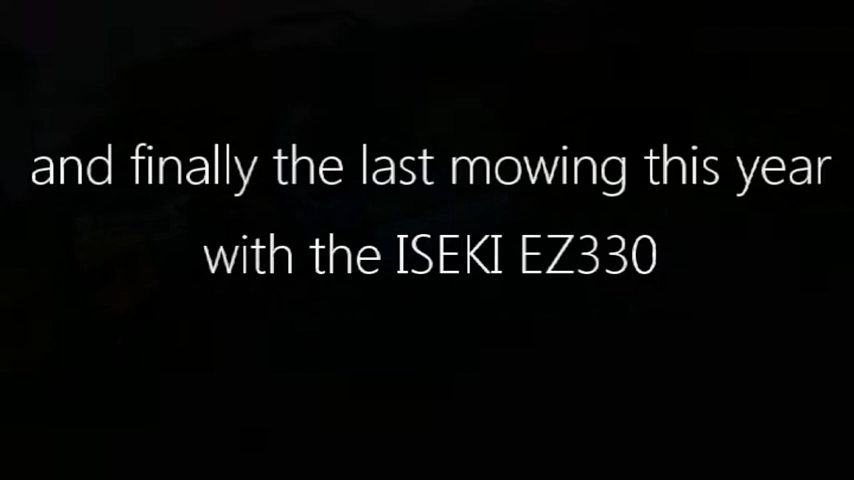 and finally the last mowing this year
with the ISEKI EZ330